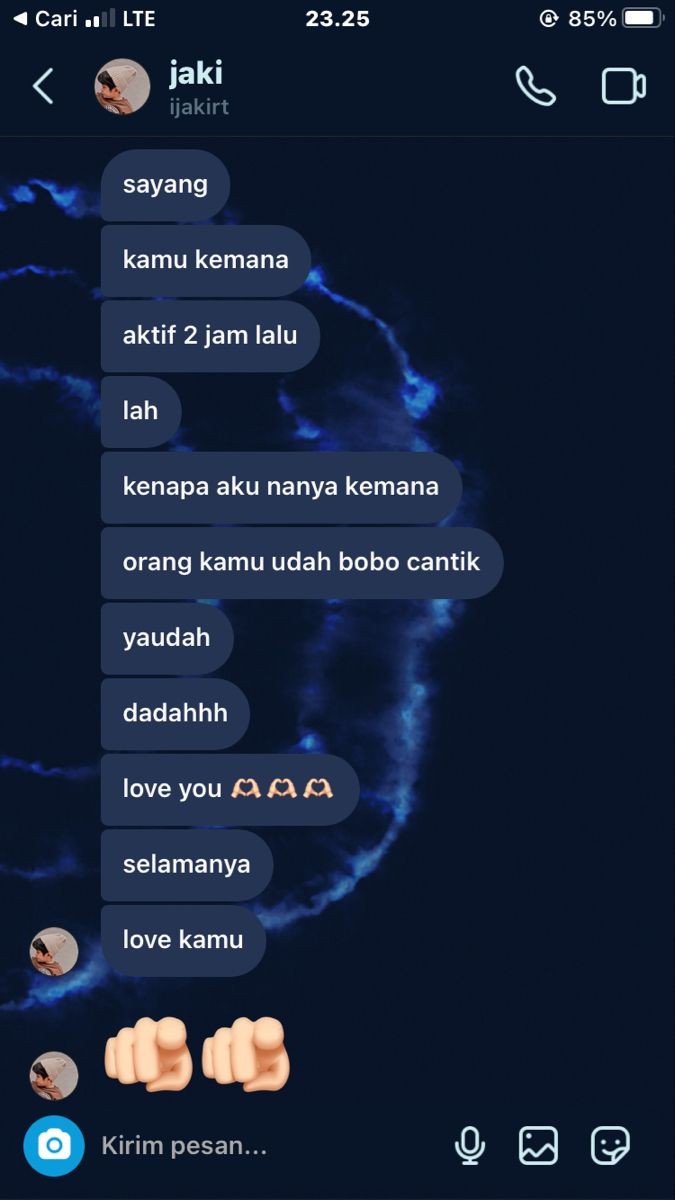 Cari LTE 23.25 85%
jaki
ijakirt
sayang
kamu kemana
aktif 2 jam lalu
lah
kenapa aku nanya kemana
orang kamu udah bobo cantik
yaudah
dadahhh
love you 🫶🏻🫶🏻🫶🏻
selamanya
love kamu
🫵🏻🫵🏻
Kirim pesan...